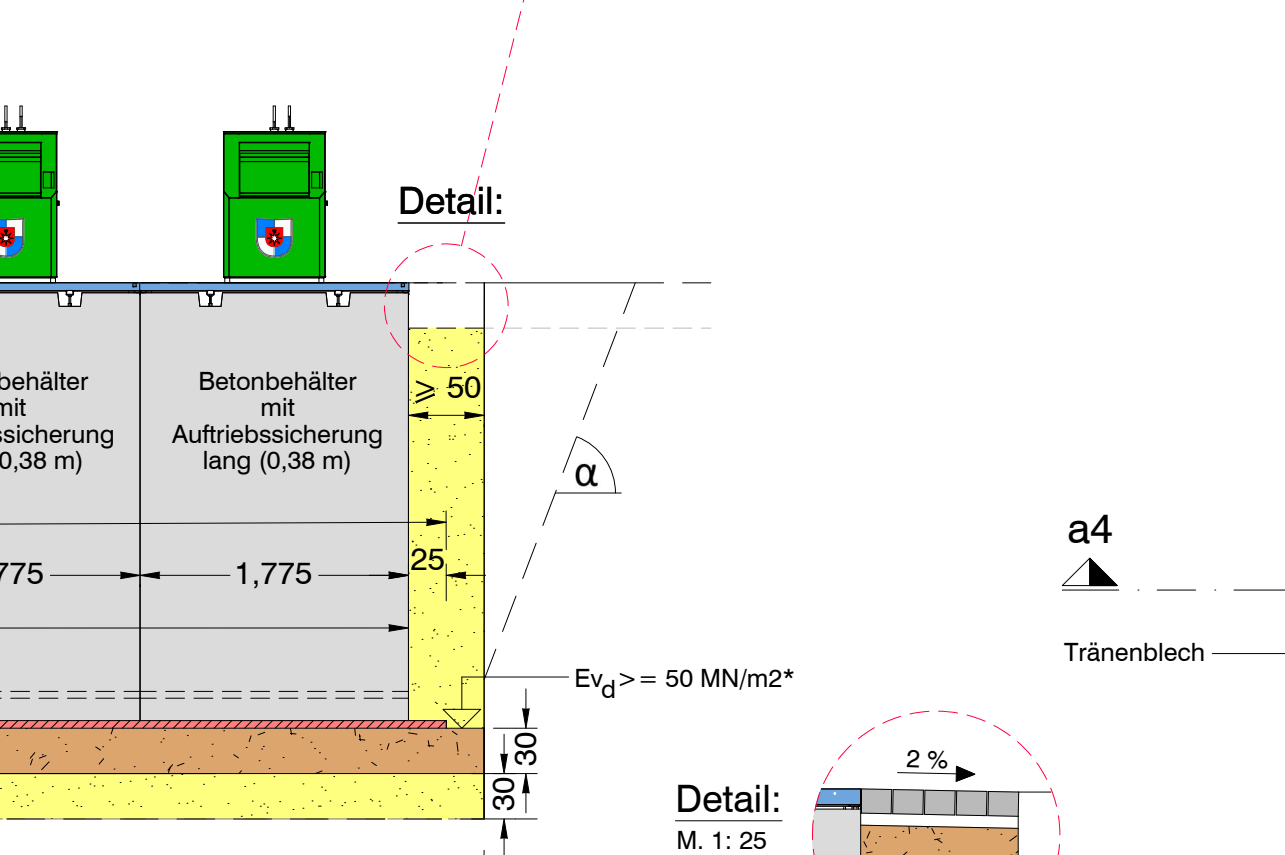 Detail:
behälter
mit
ssicherung
0,38 m)
Betonbehälter
mit
Auftriebssicherung
lang (0,38 m)
⩾ 50
α
25
775
1,775
a4
Tränenblech
Evd >= 50 MN/m2*
30
30
2 %
Detail:
M. 1: 25